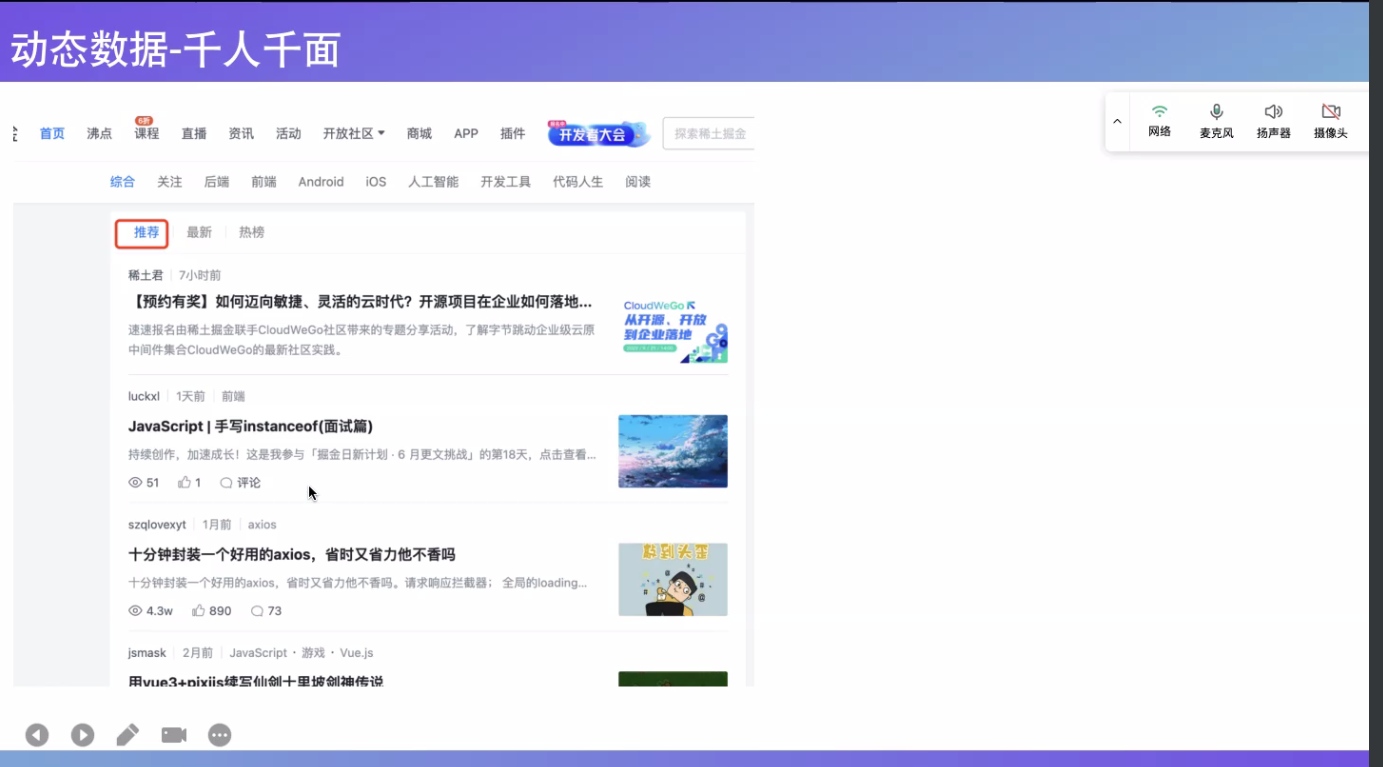 动态数据-千人千面
网络 麦克风 扬声器 摄像头
首页 沸点 课程 直播 资讯 活动 开放社区 商城 APP 插件 开发者大会 探索稀土掘金
6折
综合 关注 后端 前端 Android iOS 人工智能 开发工具 代码人生 阅读
推荐 最新 热榜
稀土君 7小时前
【预约有奖】如何迈向敏捷、灵活的云时代？开源项目在企业如何落地...
速速报名由稀土掘金联手CloudWeGo社区带来的专题分享活动，了解字节跳动企业级云原
中间件集合CloudWeGo的最新社区实践。
CloudWeGo
从开源、开放
到企业落地
luckxl 1天前 前端
JavaScript | 手写instanceof(面试篇)
持续创作，加速成长！这是我参与「掘金日新计划 · 6 月更文挑战」的第18天，点击查看...
51 1 评论
szqlovexyt 1月前 axios
十分钟封装一个好用的axios，省时又省力他不香吗
十分钟封装一个好用的axios，省时又省力他不香吗。请求响应拦截器； 全局的loading...
4.3w 890 73
jsmask 2月前 JavaScript · 游戏 · Vue.js
用vue3+pixijs续写仙剑十里坡剑神传说